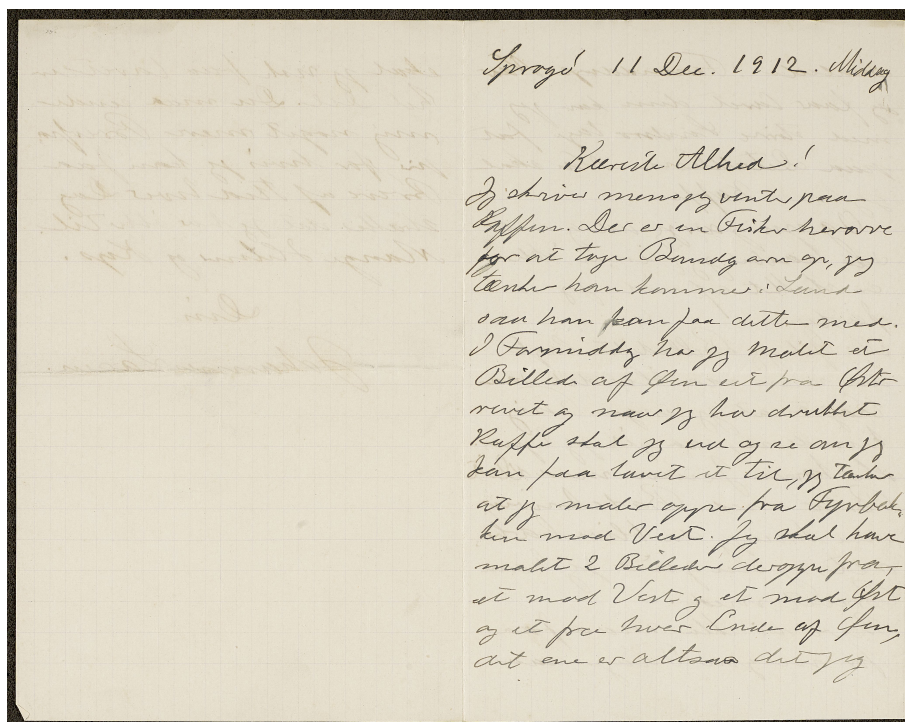 Sprogö 11 Dec. 1912. Middag
Kæreste Alhed!
Jeg skriver mens jeg venter paa
Kaffen. Der er en Fisker herovre
for at tage Bundgarn op, jeg
tænker han kommer i Land
saa han kan faa dette med.
I Formiddag har jeg malet et
Billede af Øen set fra Øster
revet og naar jeg har drukket
Kaffe skal jeg ud og se om jeg
kan faa lavet et til, jeg tænker
at jeg maler oppe fra Fyrbak-
ken mod Vest. Jeg skal have
malet 2 Billeder deroppe fra,
et mod Vest og et mod Øst
og et fra hver Ende af Øen,
det ene er altsaa det jeg